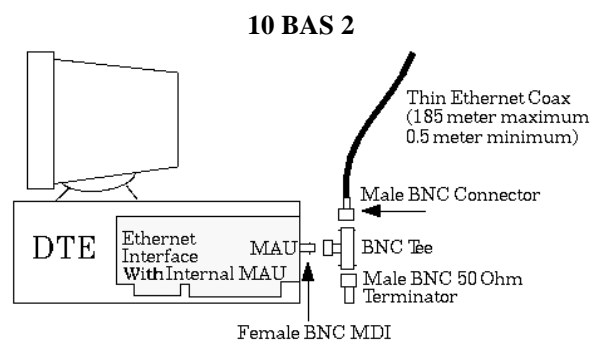 10 BAS 2
Thin Ethernet Coax
(185 meter maximum
0.5 meter minimum)
Male BNC Connector
DTE
Ethernet
Interface
With Internal MAU
MAU
BNC Tee
Male BNC 50 Ohm
Terminator
Female BNC MDI